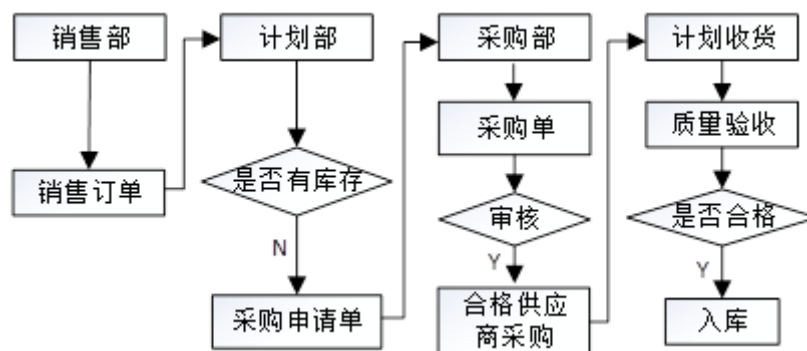 销售部
销售订单
计划部
是否有库存
N
采购申请单
采购部
采购单
审核
Y
合格供应
商采购
计划收货
质量验收
是否合格
Y
入库